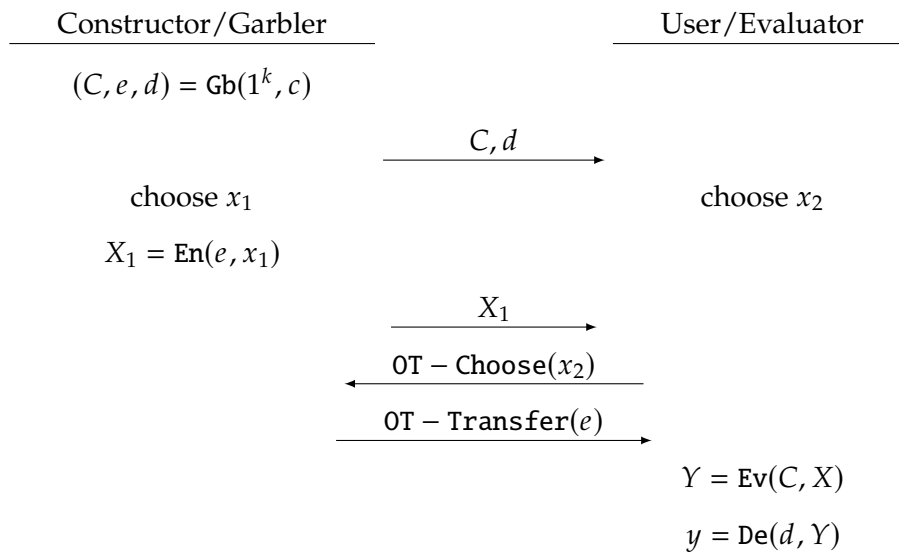 Constructor/Garbler User/Evaluator
(C, e, d) = Gb(1^k, c)
C, d
choose x_1 choose x_2
X_1 = En(e, x_1)
X_1
OT − Choose(x_2)
OT − Transfer(e)
Y = Ev(C, X)
y = De(d, Y)